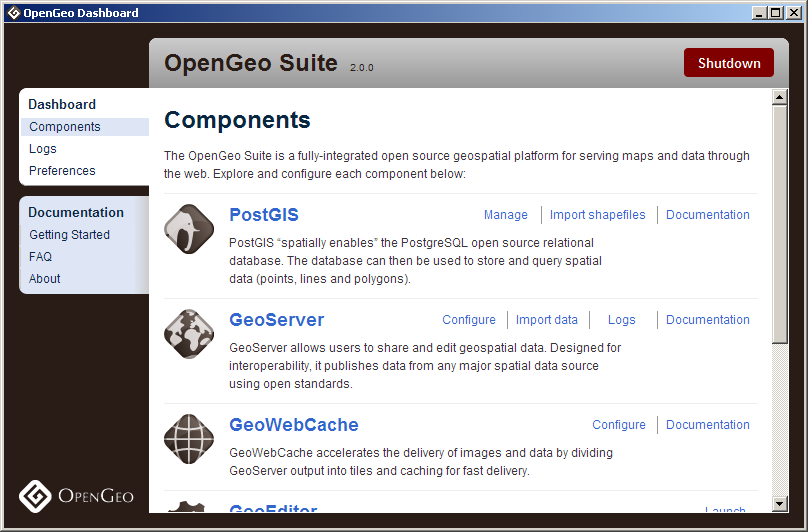 OpenGeo Dashboard
OpenGeo Suite 2.0.0
Shutdown
Dashboard
Components
Logs
Preferences
Documentation
Getting Started
FAQ
About
OPENGEO
Components
The OpenGeo Suite is a fully-integrated open source geospatial platform for serving maps and data through
the web. Explore and configure each component below:
PostGIS
Manage
Import shapefiles
Documentation
PostGIS “spatially enables” the PostgreSQL open source relational
database. The database can then be used to store and query spatial
data (points, lines and polygons).
GeoServer
Configure
Import data
Logs
Documentation
GeoServer allows users to share and edit geospatial data. Designed for
interoperability, it publishes data from any major spatial data source
using open standards.
GeoWebCache
Configure
Documentation
GeoWebCache accelerates the delivery of images and data by dividing
GeoServer output into tiles and caching for fast delivery.
GeoEditor
Launch